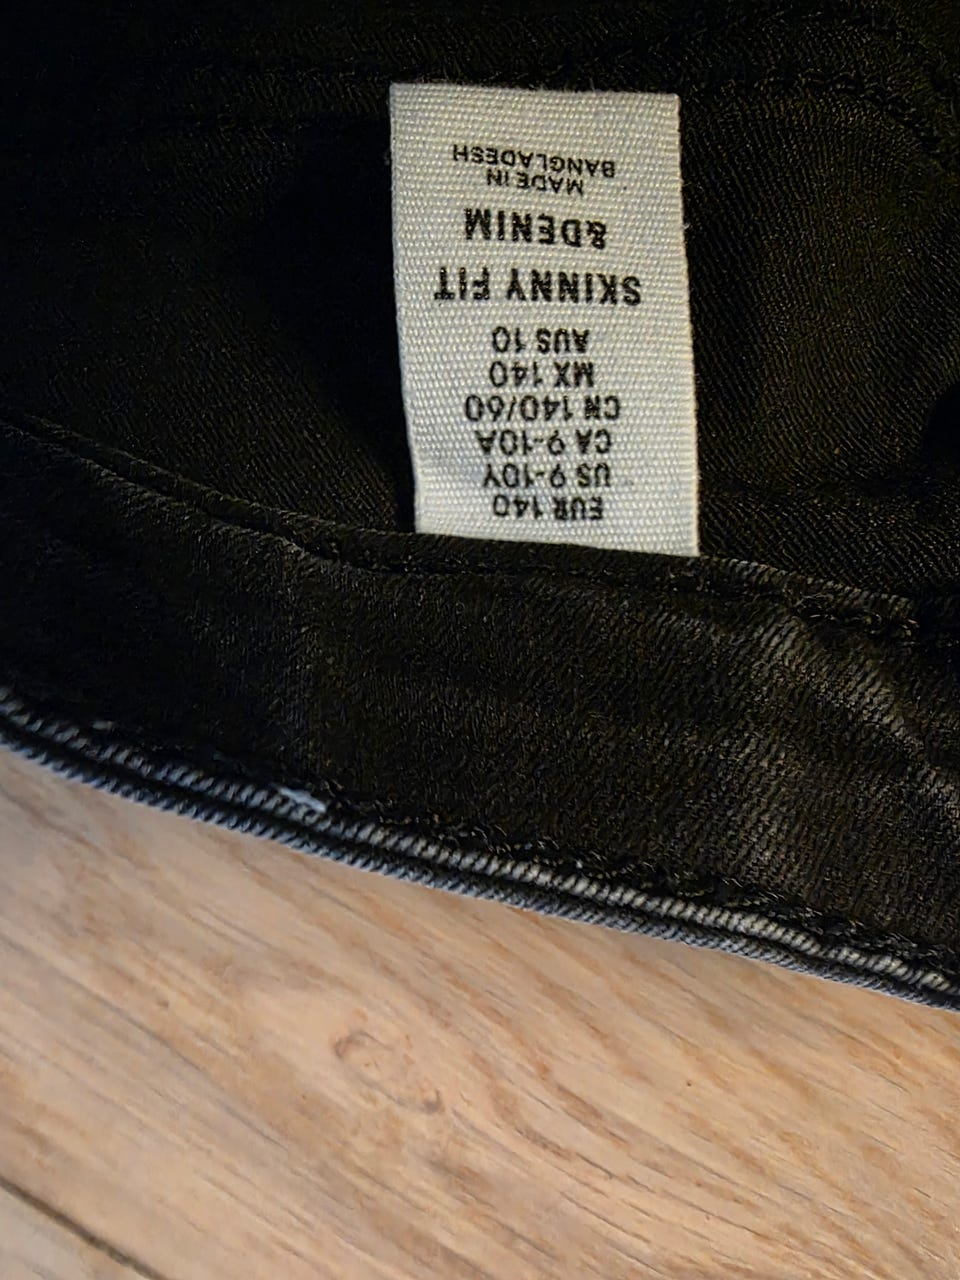 EUR 140
US 9-10Y
CA 9-10A
CN 140/60
MX 140
AUS 10
SKINNY FIT
&DENIM
MADE IN
BANGLADESH